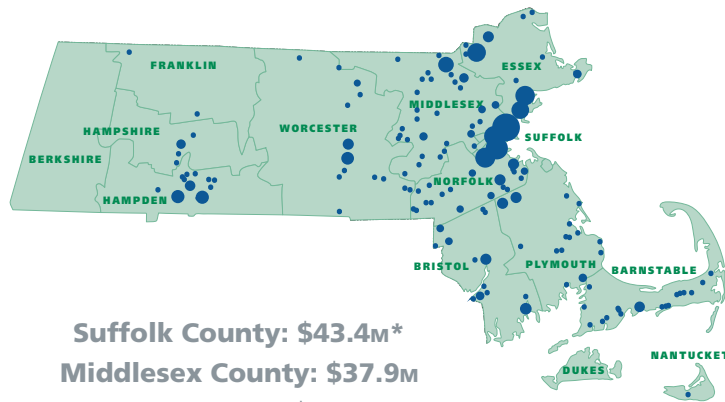 FRANKLIN
ESSEX
MIDDLESEX
HAMPSHIRE
WORCESTER
SUFFOLK
BERKSHIRE
NORFOLK
HAMPDEN
BRISTOL
PLYMOUTH
BARNSTABLE
Suffolk County: $43.4M*
NANTUCKET
DUKES
Middlesex County: $37.9M